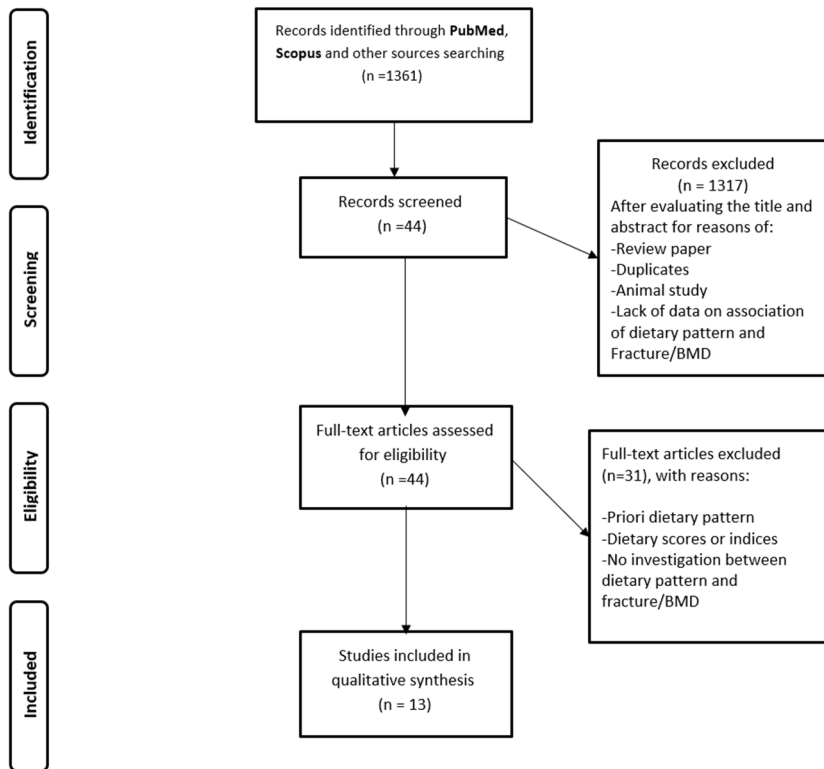 Identification
Records identified through PubMed,
Scopus and other sources searching
(n =1361)
Screening
Records screened
(n =44)
Records excluded
(n = 1317)
After evaluating the title and
abstract for reasons of:
-Review paper
-Duplicates
-Animal study
-Lack of data on association
of dietary pattern and
Fracture/BMD
Eligibility
Full-text articles assessed
for eligibility
(n =44)
Full-text articles excluded
(n=31), with reasons:
-Priori dietary pattern
-Dietary scores or indices
-No investigation between
dietary pattern and
fracture/BMD
Included
Studies included in
qualitative synthesis
(n = 13)